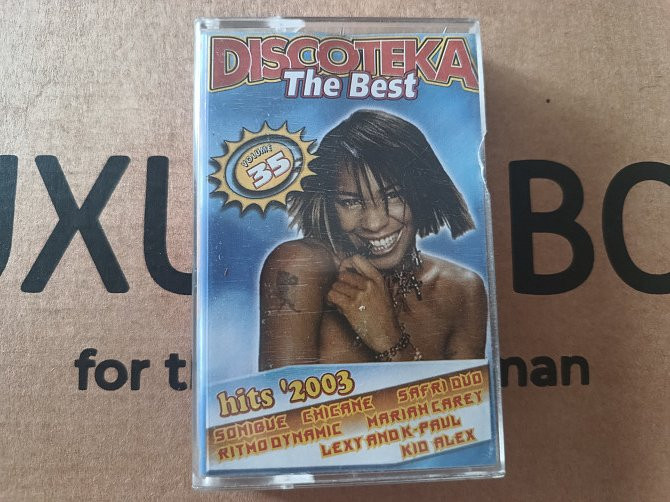 DISCOTEKA
The Best
VOLUME
35
hits '2003
SONIQUE CHICANE SAFRI DUO
RITMO DYNAMIC MARIAH CAREY
LEXY AND K-PAUL
KID ALEX
UXU BO
for th man